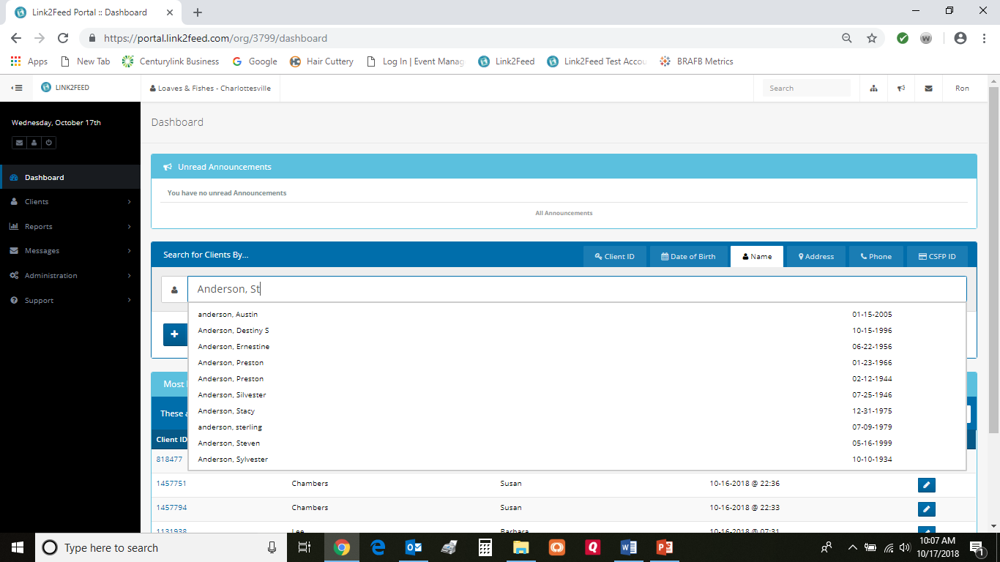 Link2Feed Portal :: Dashboard
https://portal.link2feed.com/org/3799/dashboard
Apps New Tab Centurylink Business Google Hair Cuttery Log In | Event Manag Link2Feed Link2Feed Test Accou BRAFB Metrics
LINK2FEED Loaves & Fishes - Charlottesville Search Ron
Wednesday, October 17th
Dashboard
Clients
Reports
Messages
Administration
Support
Dashboard
Unread Announcements
You have no unread Announcements
All Announcements
Search for Clients By... Client ID Date of Birth Name Address Phone CSFP ID
Anderson, St
anderson, Austin 01-15-2005
Anderson, Destiny S 10-15-1996
Anderson, Ernestine 06-22-1956
Anderson, Preston 01-23-1966
Anderson, Preston 02-12-1944
Anderson, Silvester 07-25-1946
Anderson, Stacy 12-31-1975
anderson, sterling 07-09-1979
Anderson, Steven 05-16-1999
Anderson, Sylvester 10-10-1934
Most
These a
Client ID
818477
1457751 Chambers Susan 10-16-2018 @ 22:36
1457794 Chambers Susan 10-16-2018 @ 22:33
1131938 Lee Barbara 10-16-2018 @ 07:31
Type here to search
10:07 AM
10/17/2018
1